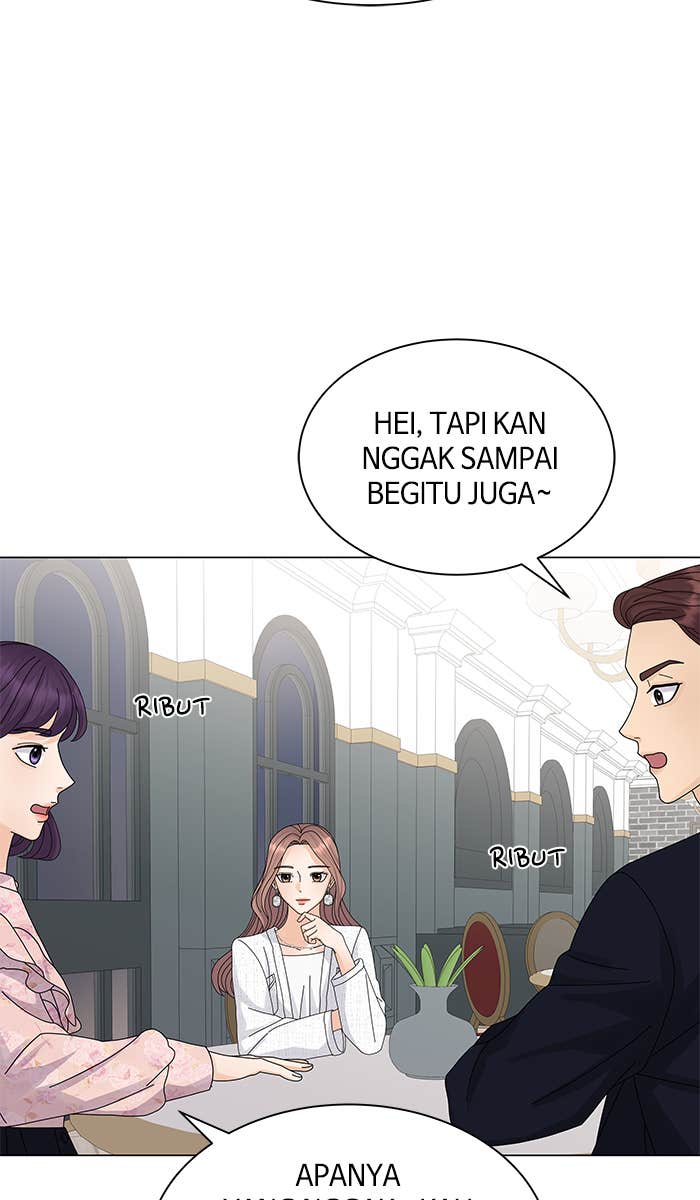 HEI, TAPI KAN
NGGAK SAMPAI
BEGITU JUGA~
RIBUT
RIBUT
APANYA